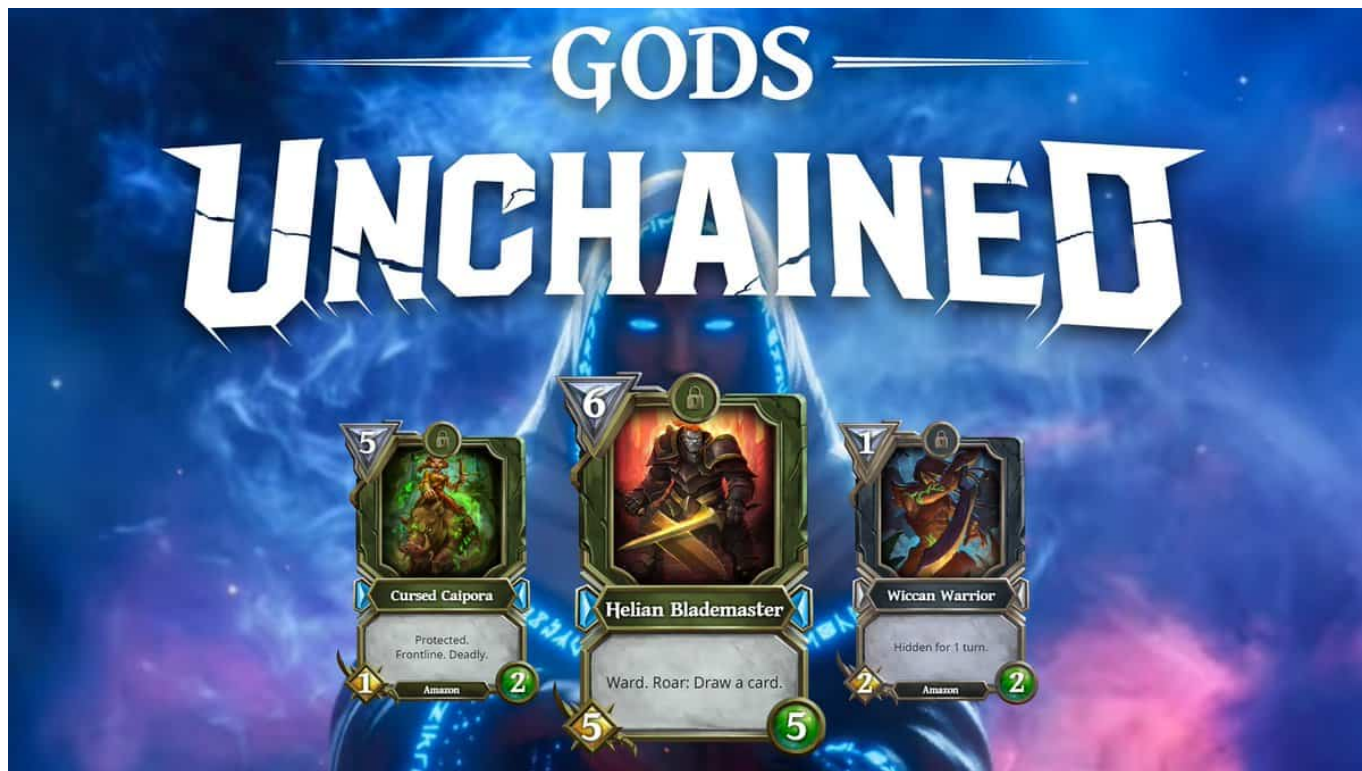 GODS
UNCHAINED
5
Cursed Caipora
Protected.
Frontline. Deadly.
1
Amazon
2
6
Helian Blademaster
Ward. Roar: Draw a card.
5
5
1
Wiccan Warrior
Hidden for 1 turn.
2
Amazon
2